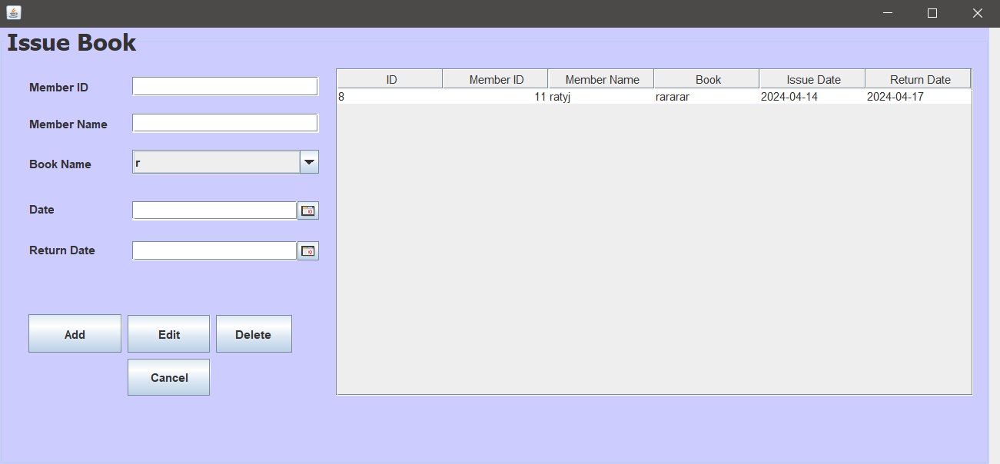 Issue Book
Member ID
Member Name
Book Name
r
Date
Return Date
Add Edit Delete
Cancel
ID Member ID Member Name Book Issue Date Return Date
8 11 ratyj rararar 2024-04-14 2024-04-17